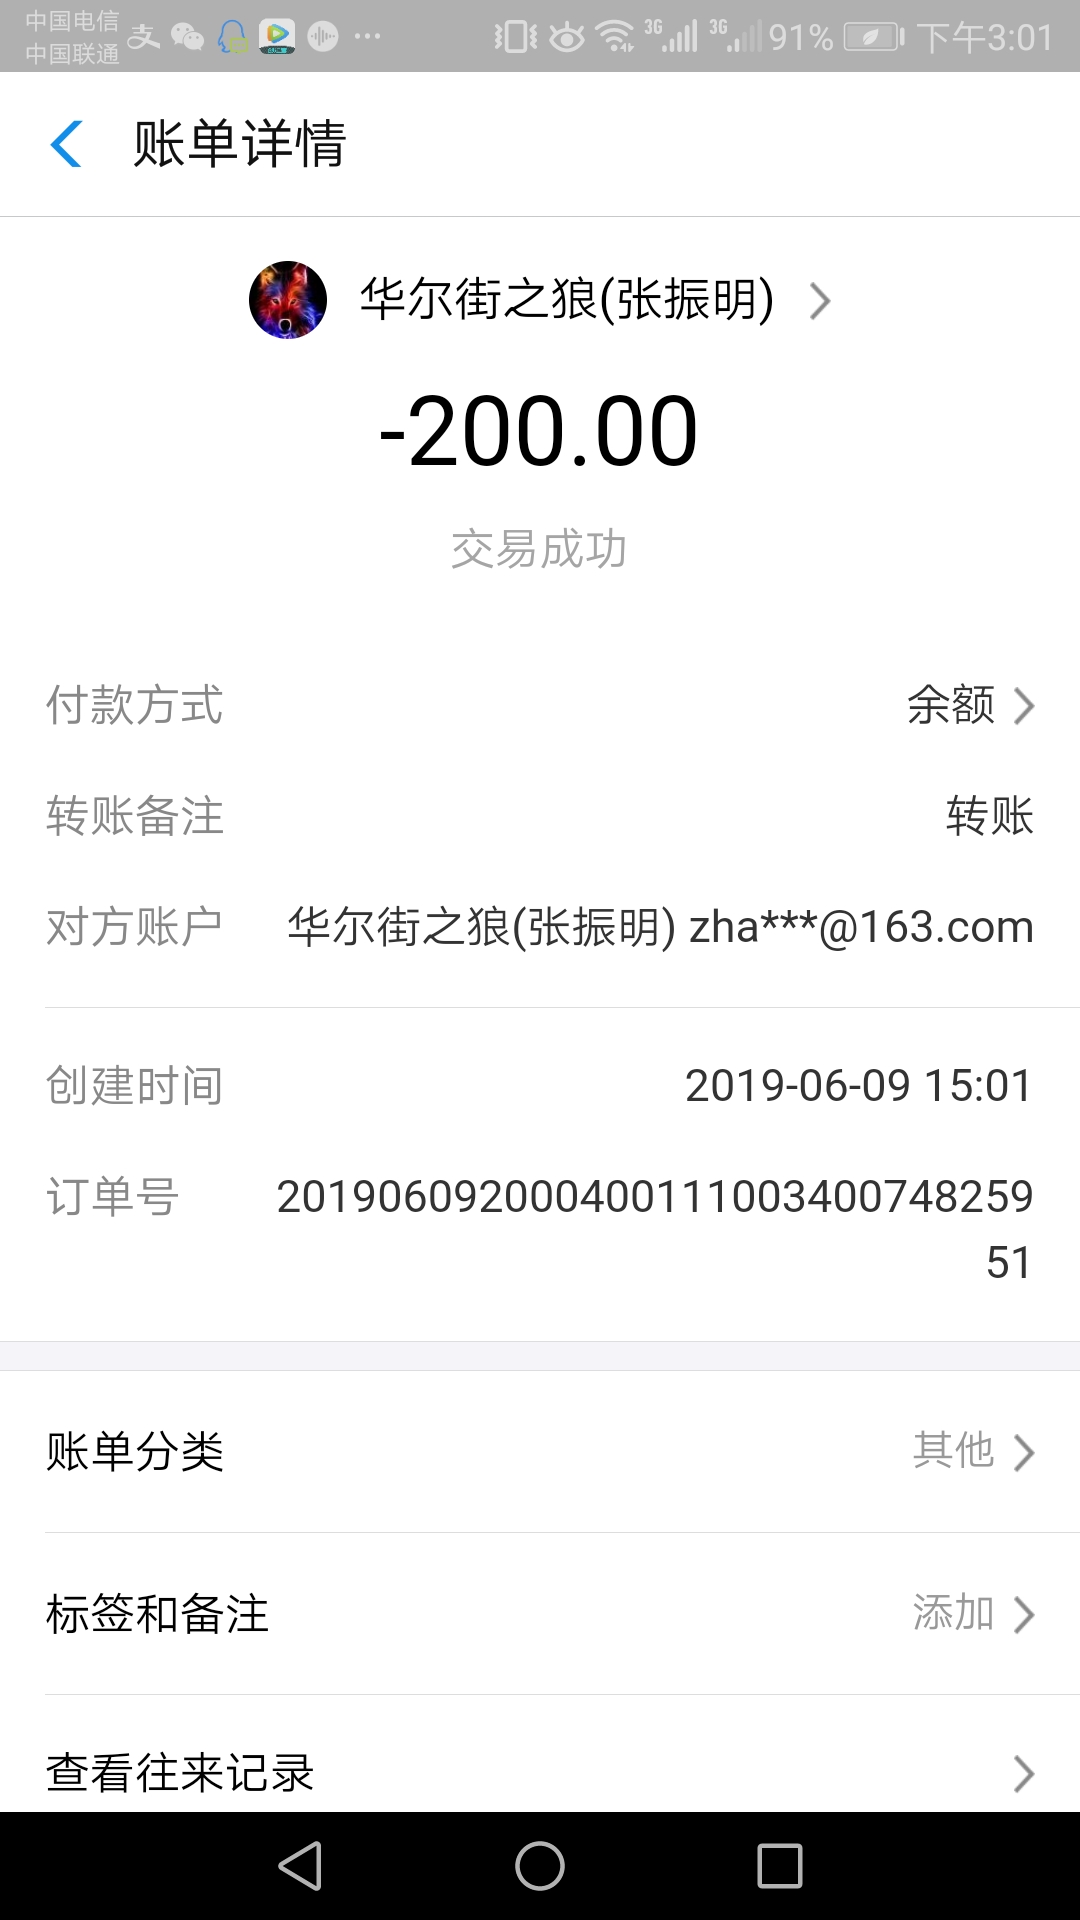 中国电信
中国联通
3G 3G 91% 下午3:01
账单详情
华尔街之狼(张振明)
-200.00
交易成功
付款方式 余额
转账备注 转账
对方账户 华尔街之狼(张振明) zha***@163.com
创建时间 2019-06-09 15:01
订单号 201906092000400111003400748259
51
账单分类 其他
标签和备注 添加
查看往来记录